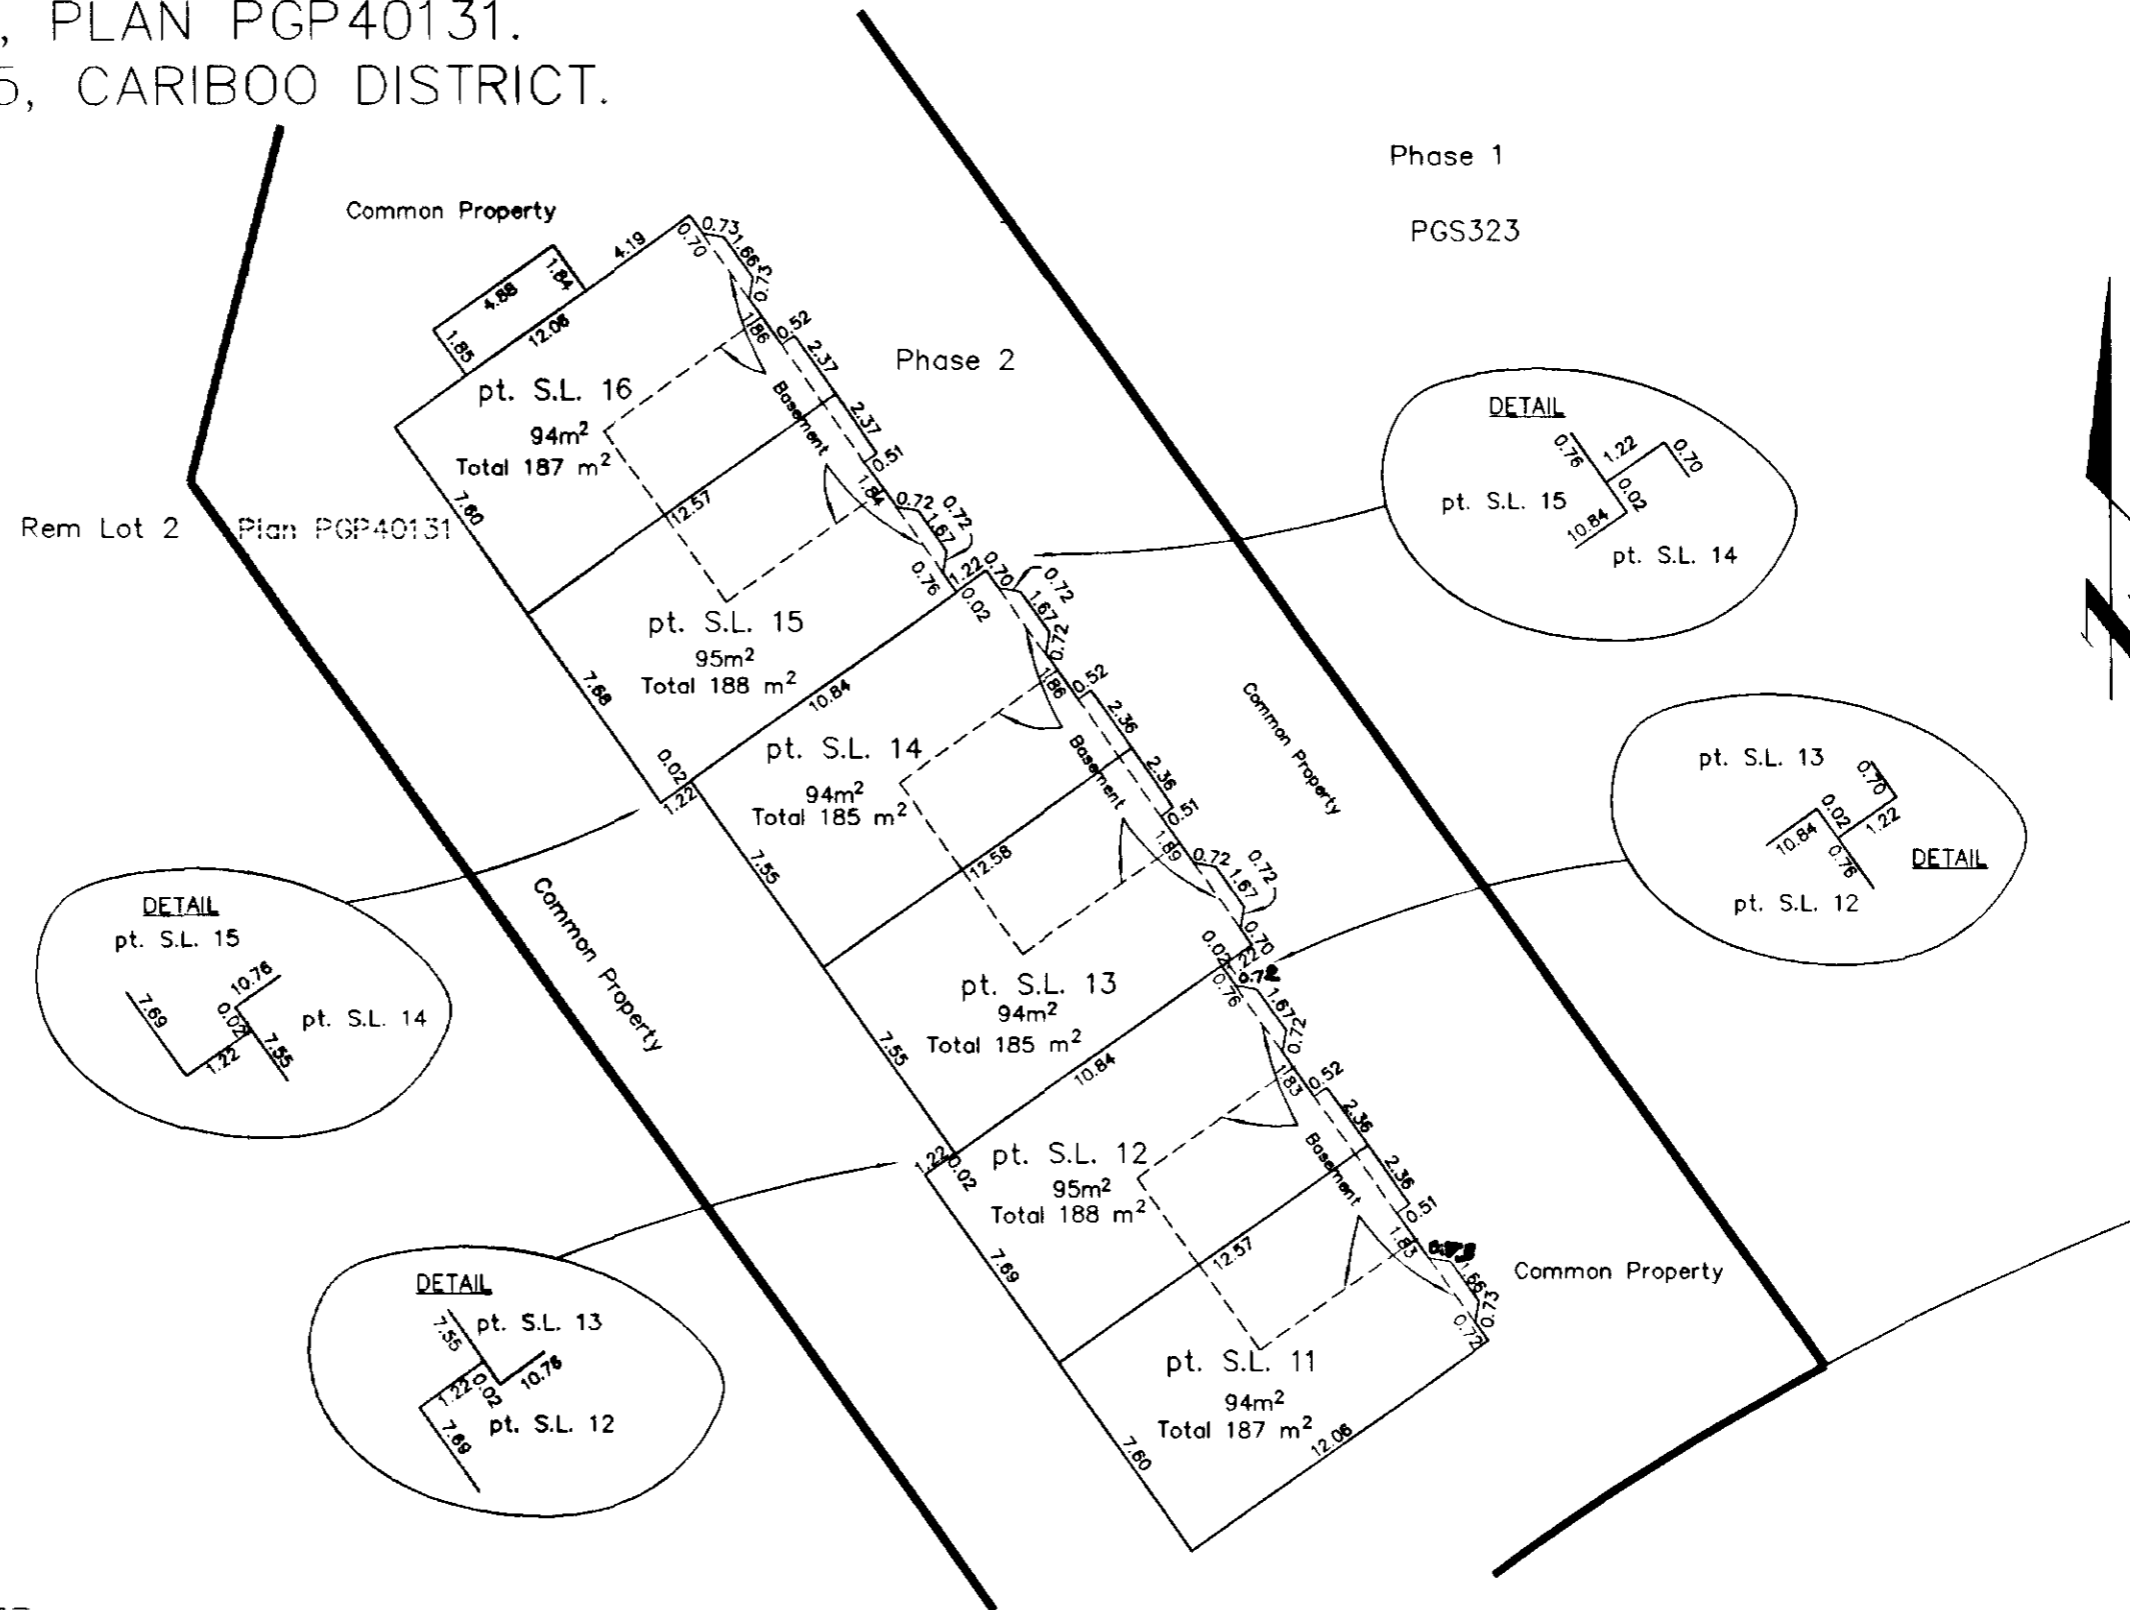 , PLAN PGP40131.
5, CARIBOO DISTRICT.
Phase 1
PGS323
Common Property
4.19
0.73
0.70
1.66
0.73
1.84
4.88
1.85
12.06
1.86
0.52
2.37
Phase 2
pt. S.L. 16
94m²
Total 187 m²
Basement
2.37
0.51
1.84
12.57
7.60
0.72
0.72
1.67
Rem Lot 2
Plan PGP40131
0.76
1.22
0.70
0.02
0.72
1.67
0.72
pt. S.L. 15
95m²
Total 188 m²
7.68
10.84
1.86
0.52
2.36
Common Property
DETAIL
0.76
1.22
0.70
pt. S.L. 15
0.02
10.84
pt. S.L. 14
pt. S.L. 14
94m²
Total 185 m²
Basement
2.36
0.51
0.02
1.22
7.55
12.58
1.89
0.72
0.72
1.67
pt. S.L. 13
0.70
0.02
10.84
1.22
0.76
DETAIL
pt. S.L. 12
DETAIL
pt. S.L. 15
10.76
7.69
0.02
pt. S.L. 14
1.22
7.55
Common Property
0.70
0.02
1.22
0.72
0.76
1.67
0.72
pt. S.L. 13
94m²
Total 185 m²
7.55
10.84
1.83
0.52
2.36
1.22
0.02
pt. S.L. 12
95m²
Total 188 m²
Basement
2.36
0.51
1.83
12.57
7.69
Common Property
1.66
0.73
0.72
DETAIL
pt. S.L. 13
7.55
1.22
0.02
10.76
pt. S.L. 12
7.69
pt. S.L. 11
94m²
Total 187 m²
12.06
7.60